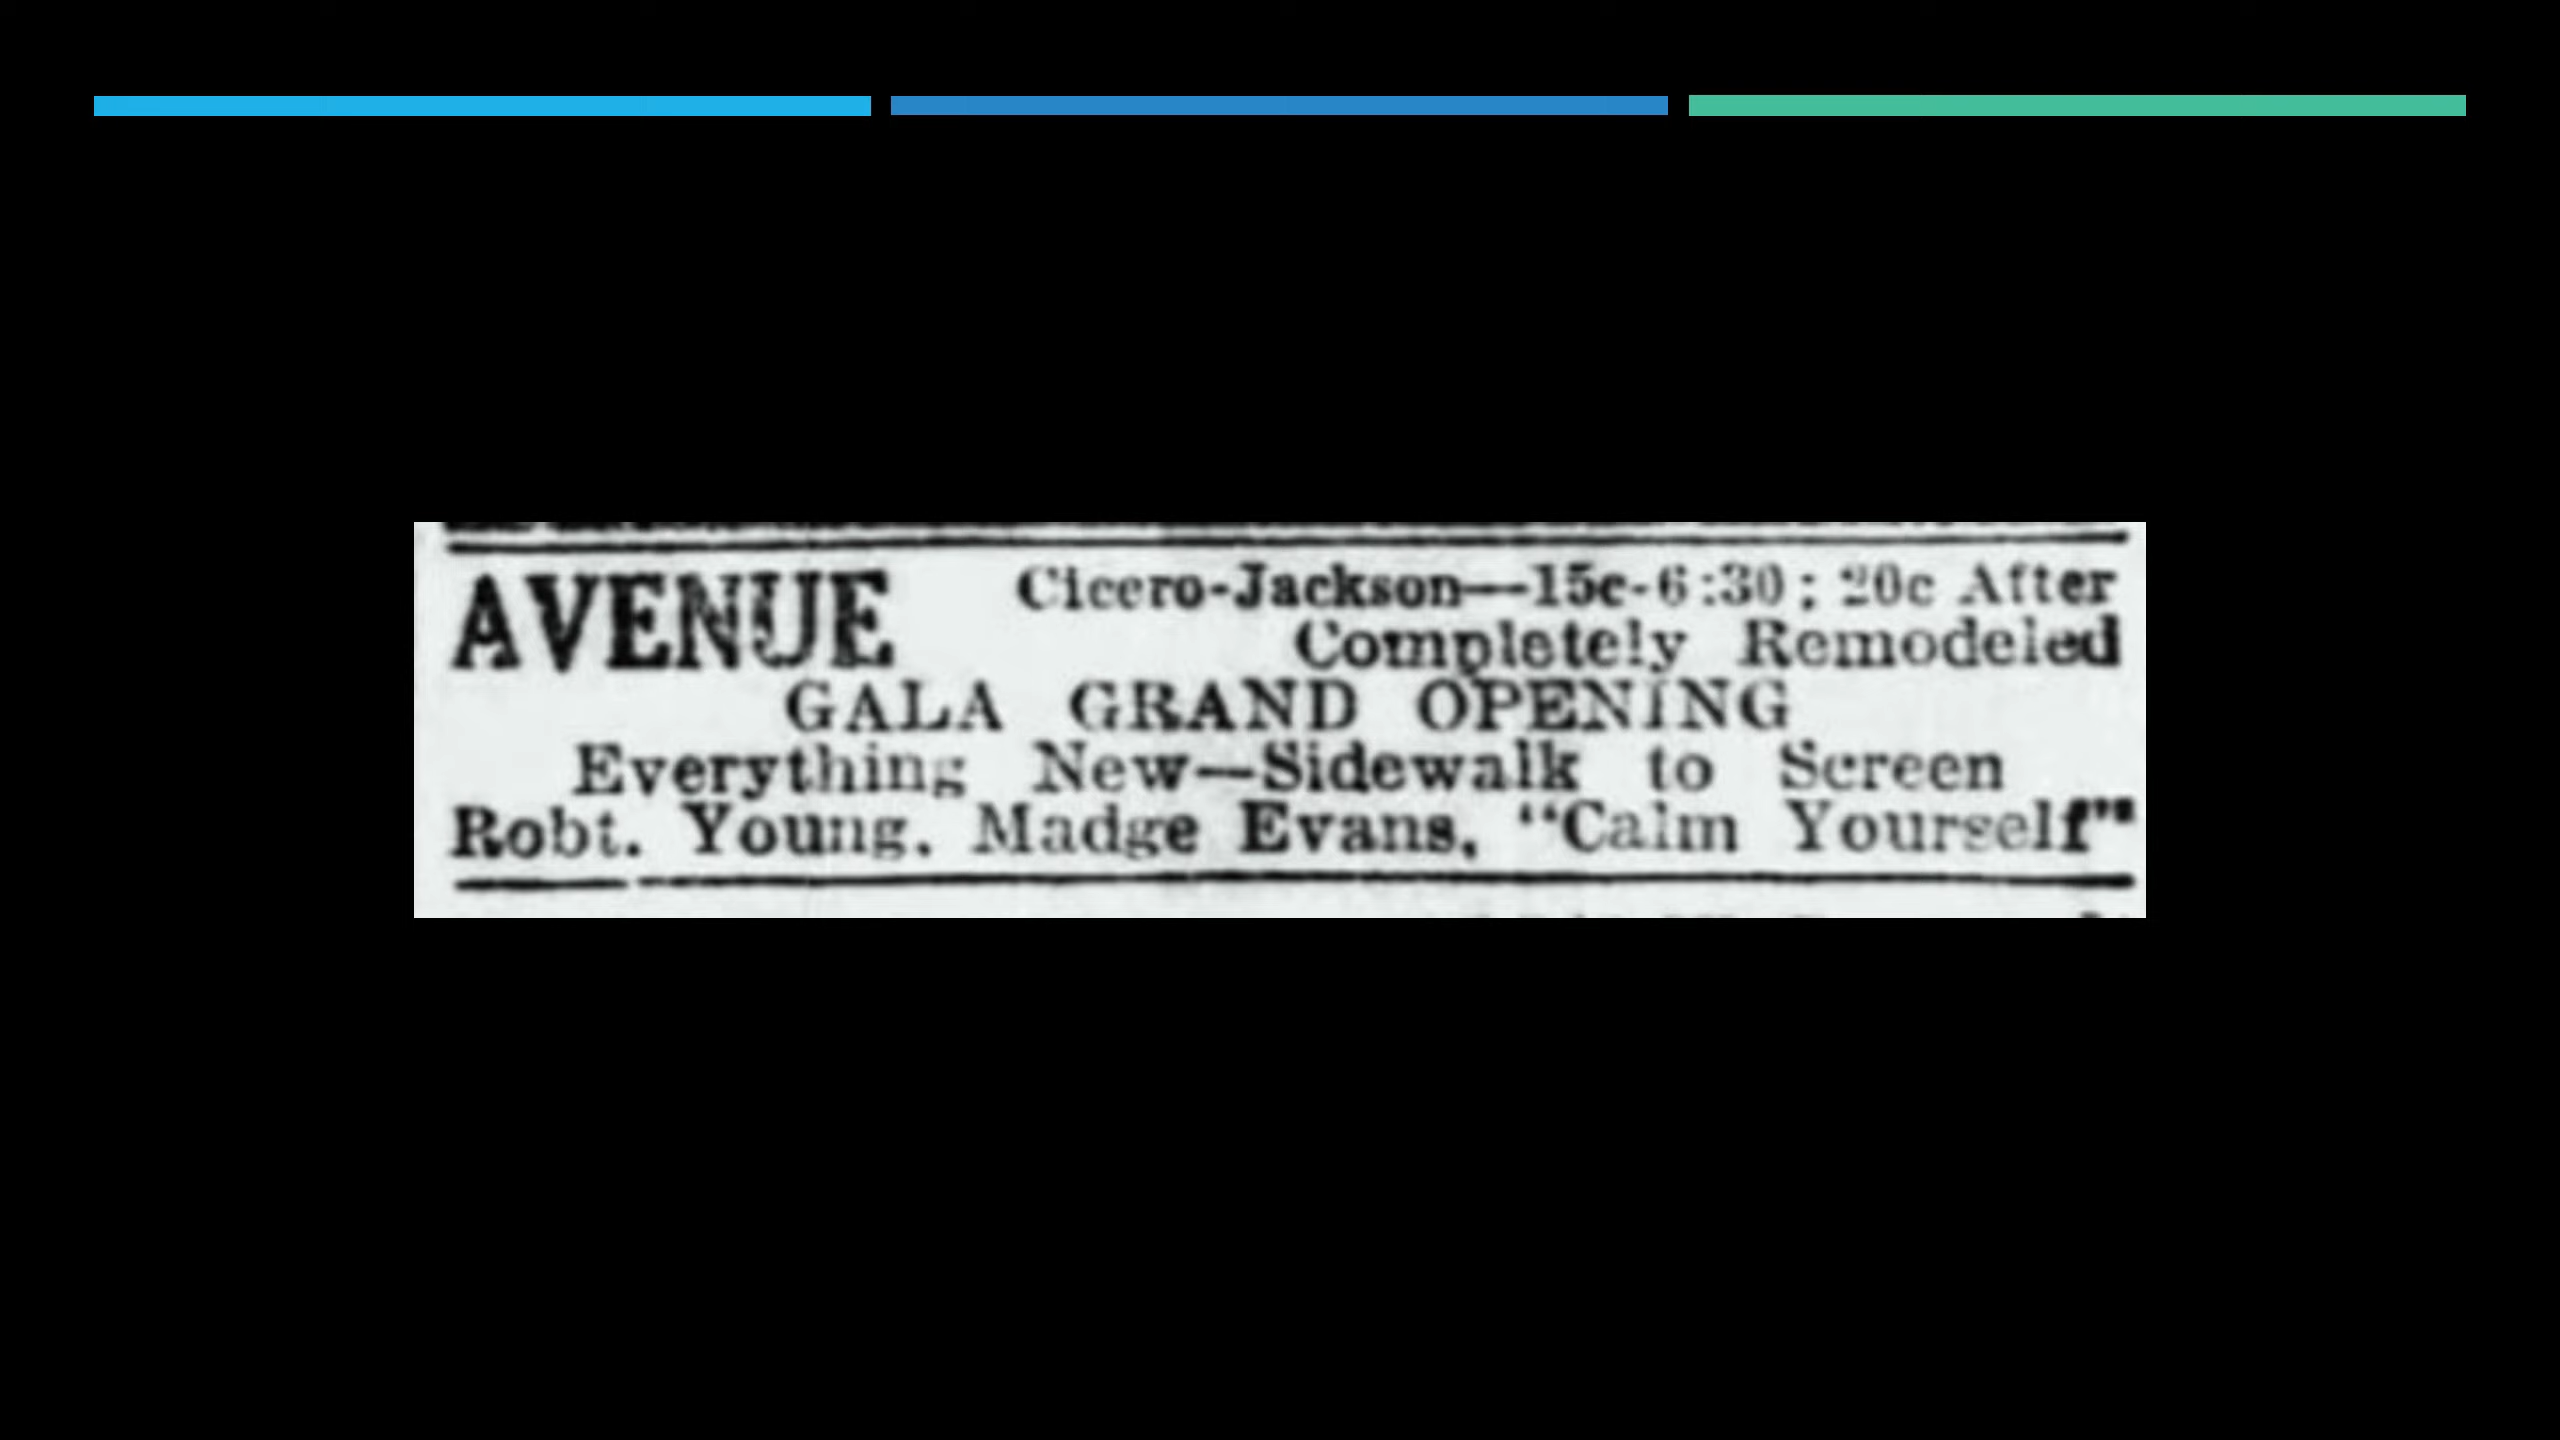 AVENUE Cicero-Jackson—15c-6:30; 20c After
Completely Remodeled
GALA GRAND OPENING
Everything New—Sidewalk to Screen
Robt. Young, Madge Evans, “Calm Yourself”